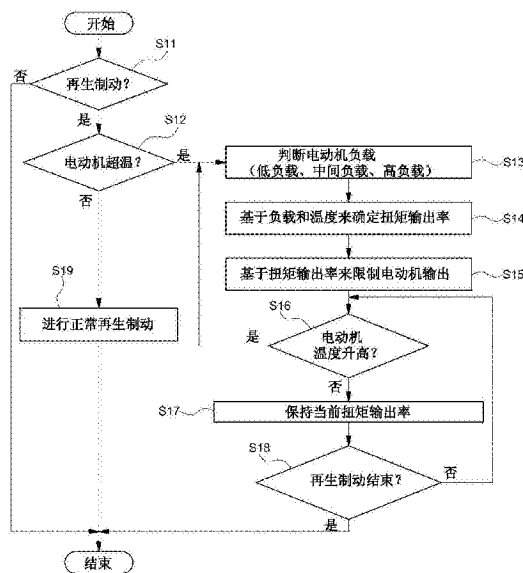 开始
S11
否
再生制动?
是
S12
电动机超温?
是
否
判断电动机负载
(低负载、中间负载、高负载)
S13
基于负载和温度来确定扭矩输出率
S14
基于扭矩输出率来限制电动机输出
S15
S19
进行正常再生制动
S16
是
电动机
温度升高?
否
S17
保持当前扭矩输出率
S18
再生制动结束?
否
是
结束